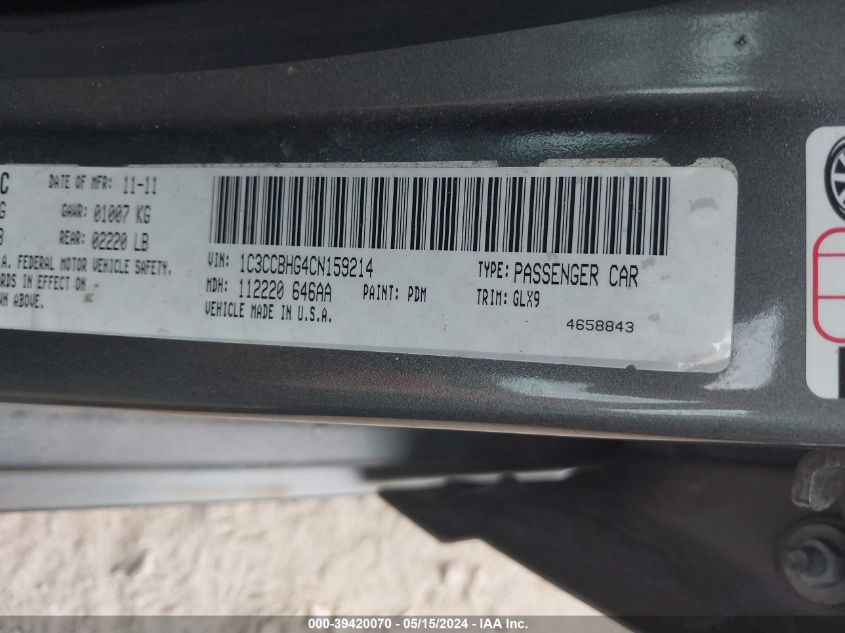 C DATE OF MFR: 11-11
G GAWR: 01007 KG
B REAR: 02220 LB
.A. FEDERAL MOTOR VEHICLE SAFETY,
RDS IN EFFECT ON
WN ABOVE.
VIN: 1C3CCBHG4CN159214 TYPE: PASSENGER CAR
MDH: 112220 646AA PAINT: PDM TRIM: GLX9
VEHICLE MADE IN U.S.A.
4658843
000-39420070 - 05/15/2024 - IAA Inc.